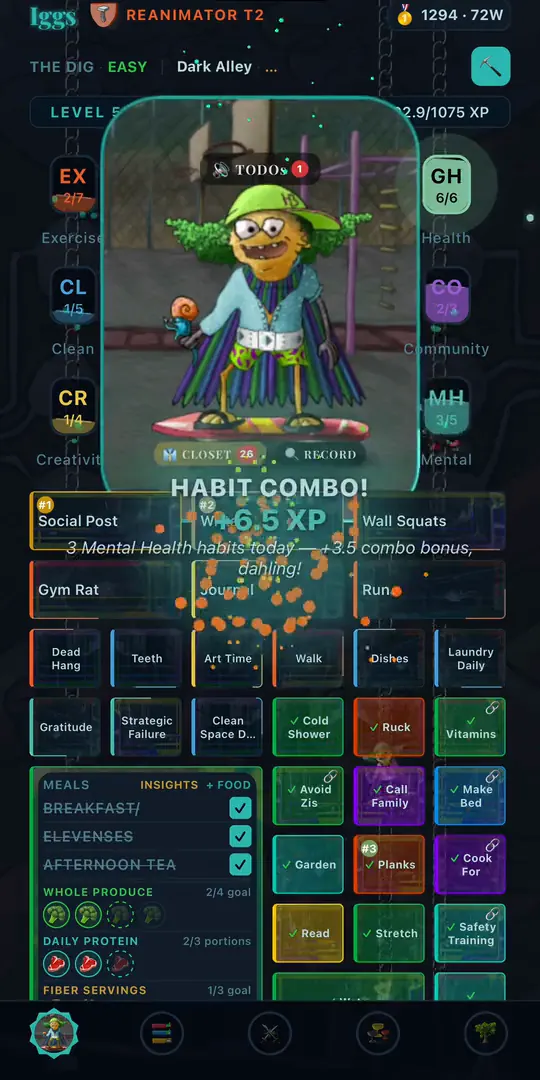 Iggs
REANIMATOR T2
1294 · 72W
THE DIG · EASY
Dark Alley ...
LEVEL 5
2.9/1075 XP
TODOs 1
EX
2/7
Exercise
GH
6/6
Health
CL
1/5
Clean
CO
2/3
Community
CR
1/4
Creativit
MH
3/5
Mental
CLOSET 26
RECORD
HABIT COMBO!
+6.5 XP
3 Mental Health habits today — +3.5 combo bonus,
dahling!
#1
Social Post
#2
Wall Squats
Gym Rat
Journal
Run
Dead
Hang
Teeth
Art Time
Walk
Dishes
Laundry
Daily
Gratitude
Strategic
Failure
Clean
Space D...
✓ Cold
Shower
✓ Ruck
✓ Vitamins
MEALS
INSIGHTS
+ FOOD
BREAKFAST/
ELEVENSES
AFTERNOON TEA
WHOLE PRODUCE
2/4 goal
DAILY PROTEIN
2/3 portions
FIBER SERVINGS
1/3 goal
✓ Avoid
Zis
✓ Call
Family
✓ Make
Bed
✓ Garden
#3
✓ Planks
✓ Cook
For
✓ Read
✓ Stretch
✓ Safety
Training